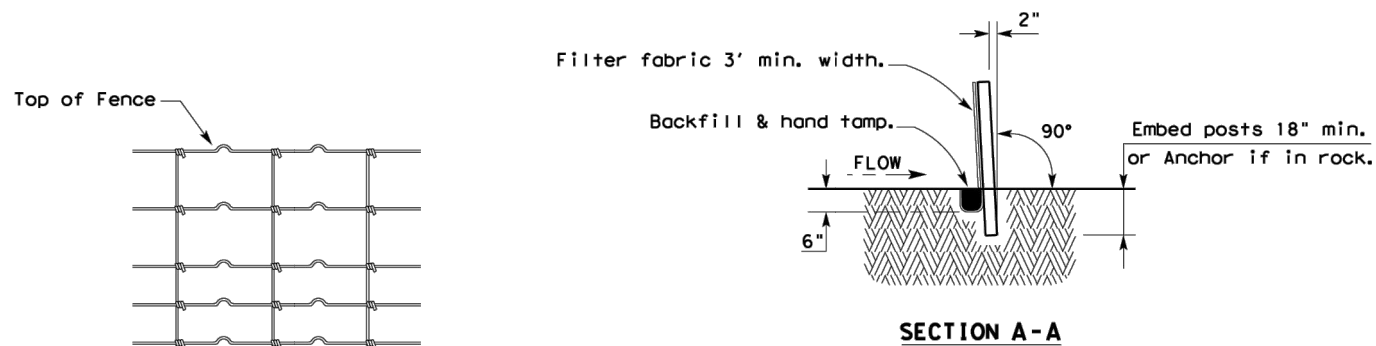 Top of Fence
2"
Filter fabric 3' min. width.
Backfill & hand tamp.
90°
Embed posts 18" min.
or Anchor if in rock.
FLOW
6"
SECTION A-A